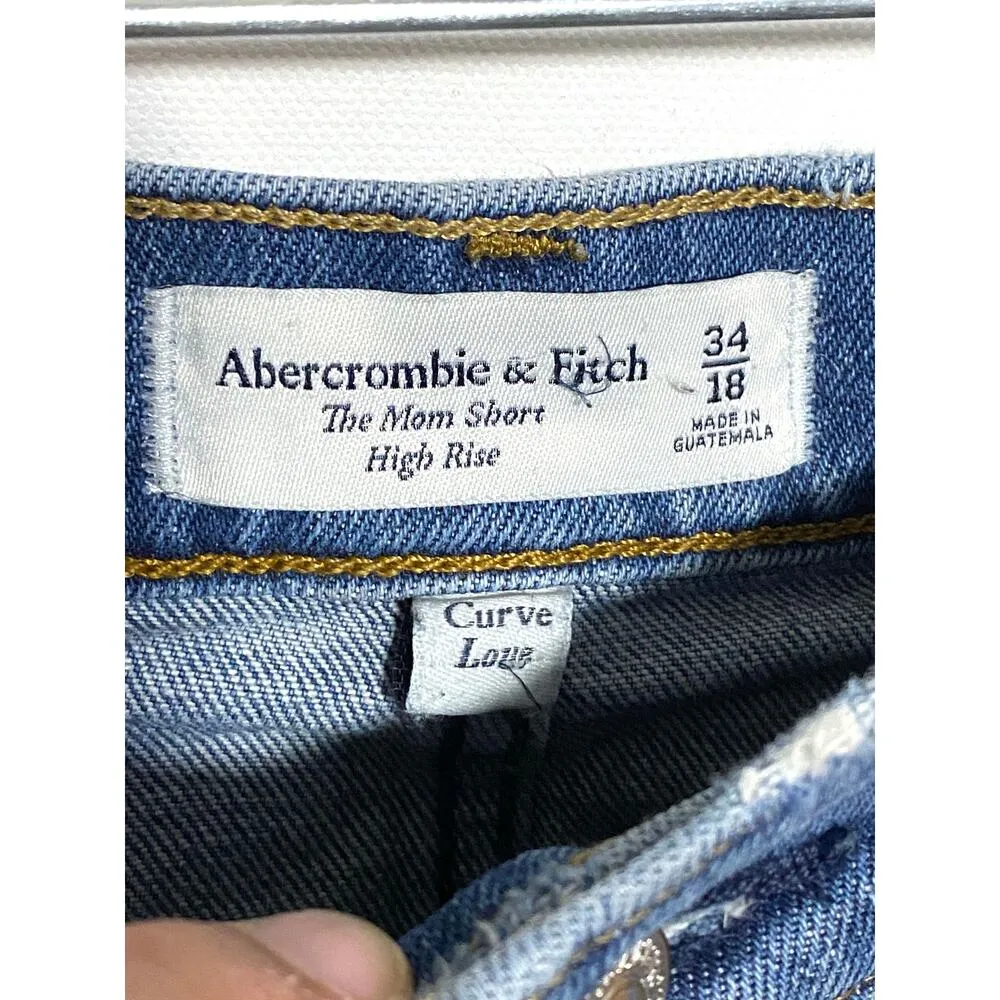 Abercrombie & Fitch
The Mom Short
High Rise
34
18
MADE IN
GUATEMALA
Curve
Love